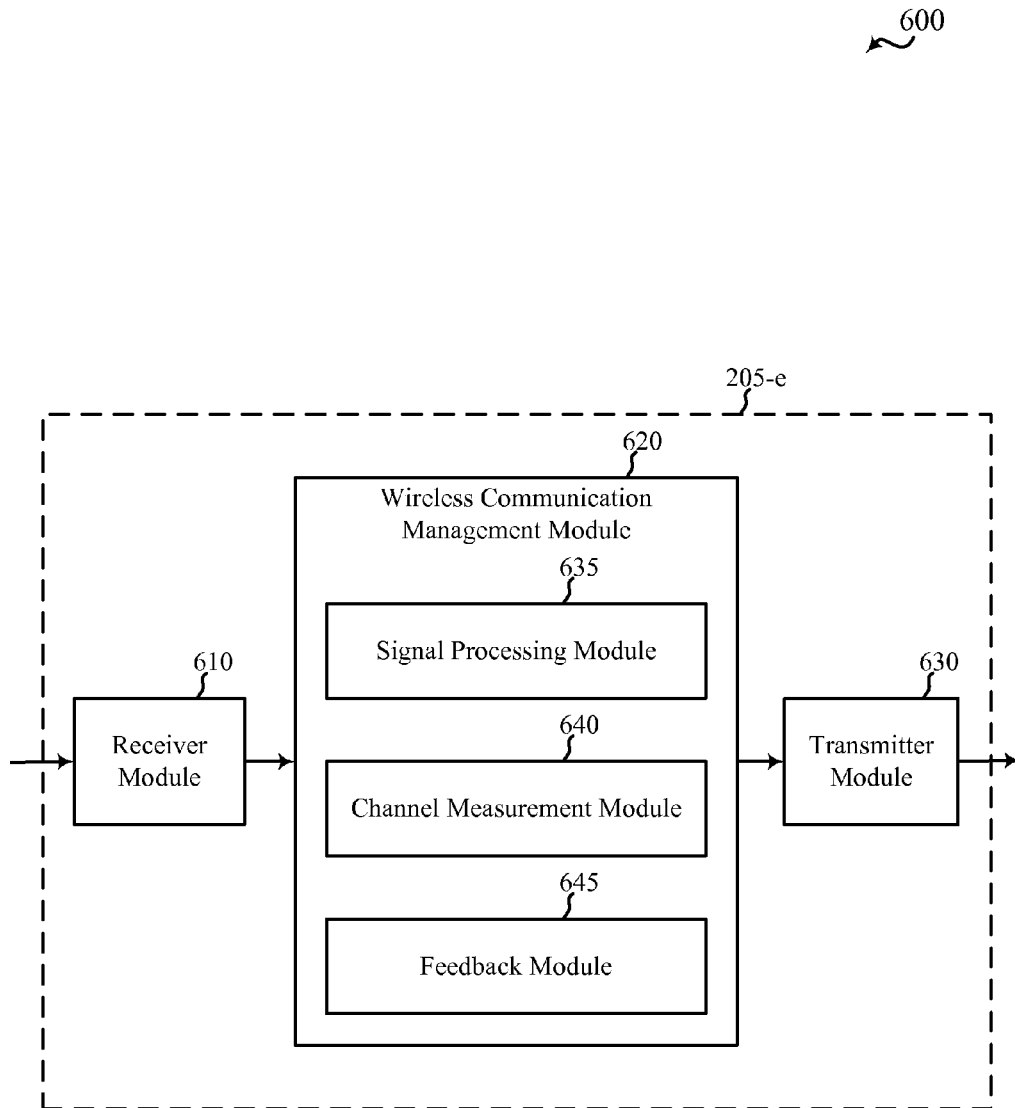 600
205-e
620
Wireless Communication
Management Module
635
Signal Processing Module
610
Receiver
Module
640
Channel Measurement Module
630
Transmitter
Module
645
Feedback Module